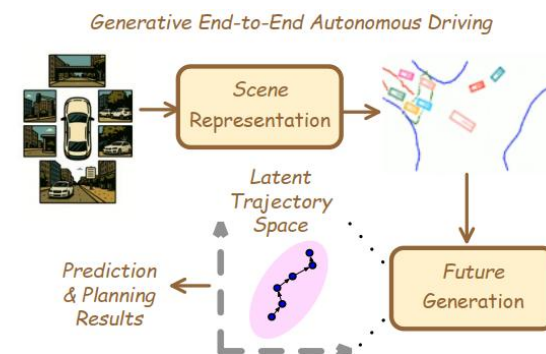 Generative End-to-End Autonomous Driving
Scene
Representation
Latent
Trajectory
Space
Prediction
& Planning
Results
Future
Generation